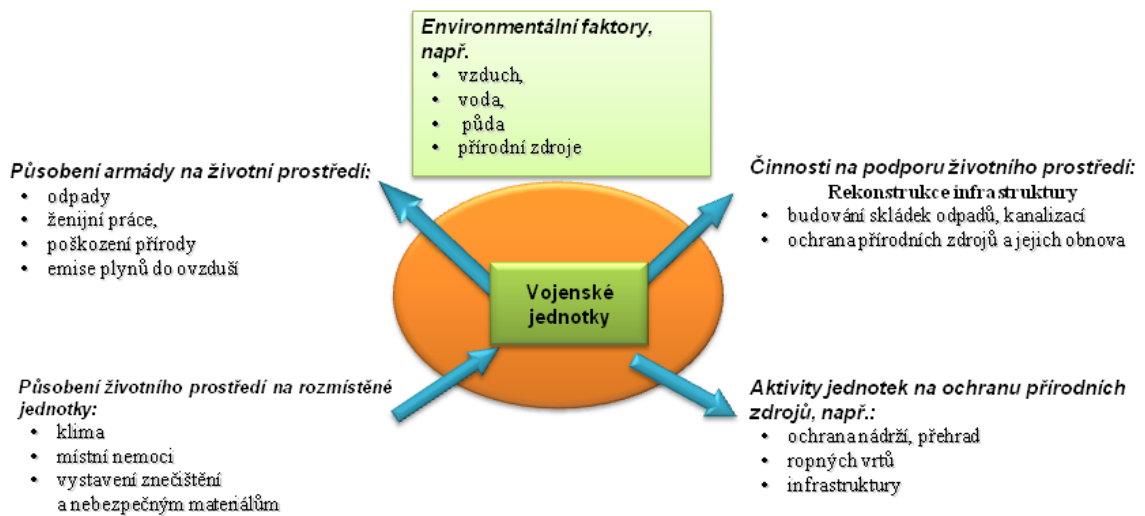 Environmentální faktory,
např.
• vzduch,
• voda,
• půda
• přírodní zdroje
Působení armády na životní prostředí:
• odpady
• ženijní práce,
• poškození přírody
• emise plynů do ovzduší
Činnosti na podporu životního prostředí:
Rekonstrukce infrastruktury
• budování skládek odpadů, kanalizací
• ochrana přírodních zdrojů a jejich obnova
Vojenské
jednotky
Působení životního prostředí na rozmístěné
jednotky:
• klima
• místní nemoci
• vystavení znečištění
a nebezpečným materiálům
Aktivity jednotek na ochranu přírodních
zdrojů, např.:
• ochrana nádrží, přehrad
• ropných vrtů
• infrastruktury